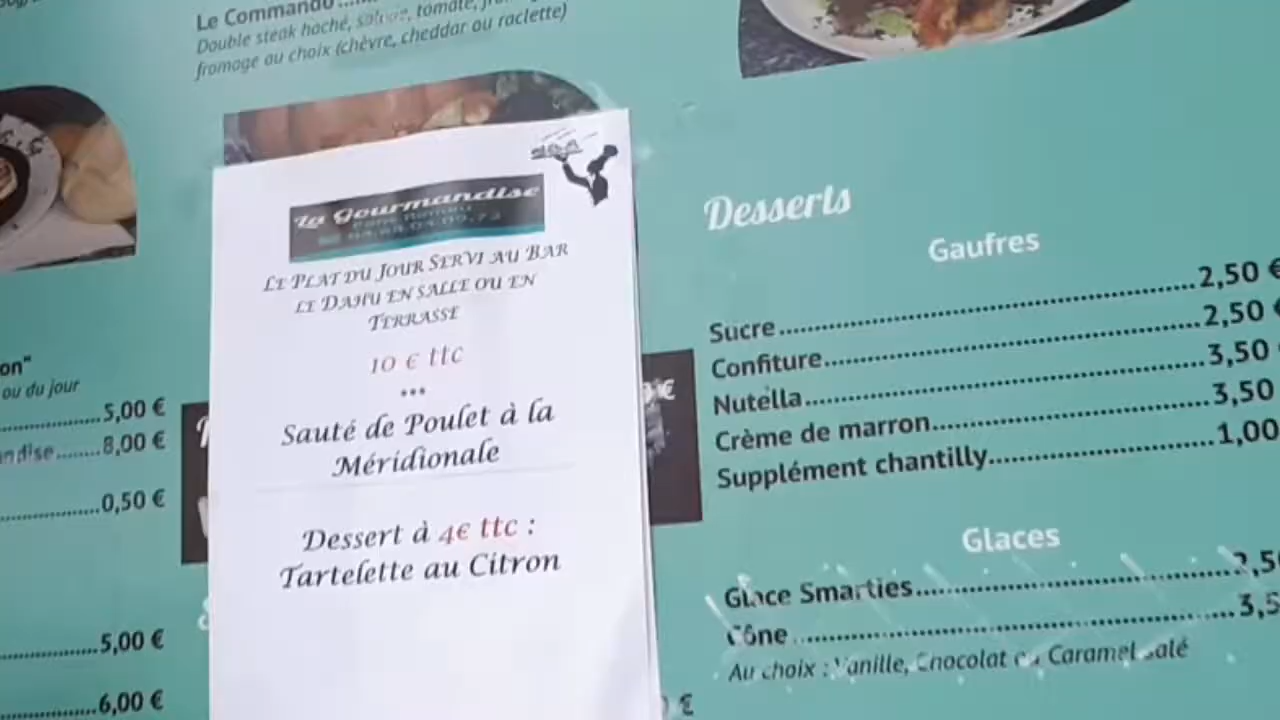 Le Commando
Double steak haché, salade, tomate,
fromage au choix (chèvre, cheddar ou raclette)
on"
ou du jour
5,00 €
8,00 €
0,50 €
5,00 €
6,00 €
La Gourmandise
Le Plat du Jour Servi au Bar
le Dahu en salle ou en
Terrasse
10 € ttc
***
Sauté de Poulet à la
Méridionale
Dessert à 4€ ttc :
Tartelette au Citron
€
Desserts
Gaufres
Sucre 2,50 €
Confiture 2,50 €
Nutella 3,50
Crème de marron 3,50
Supplément chantilly 1,00
Glaces
Glace Smarties 2,5
Cône 3,5
Au choix : Vanille, Chocolat ou Caramel salé